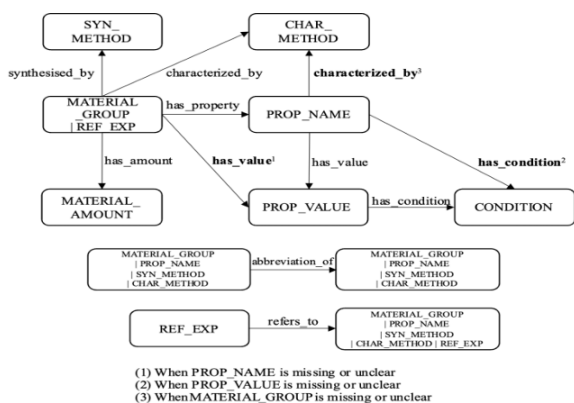 SYN_
METHOD
CHAR_
METHOD
synthesised_by
characterized_by
characterized_by3
MATERIAL
_GROUP
| REF_EXP
has_property
PROP_NAME
has_amount
has_value1
has_value
has_condition2
MATERIAL_
AMOUNT
PROP_VALUE
has_condition
CONDITION
MATERIAL_GROUP
| PROP_NAME
| SYN_METHOD
| CHAR_METHOD
abbreviation_of
MATERIAL_GROUP
| PROP_NAME
| SYN_METHOD
| CHAR_METHOD
REF_EXP
refers_to
MATERIAL_GROUP
| PROP_NAME
| SYN_METHOD
| CHAR_METHOD | REF_EXP
(1) When PROP_NAME is missing or unclear
(2) When PROP_VALUE is missing or unclear
(3) When MATERIAL_GROUP is missing or unclear